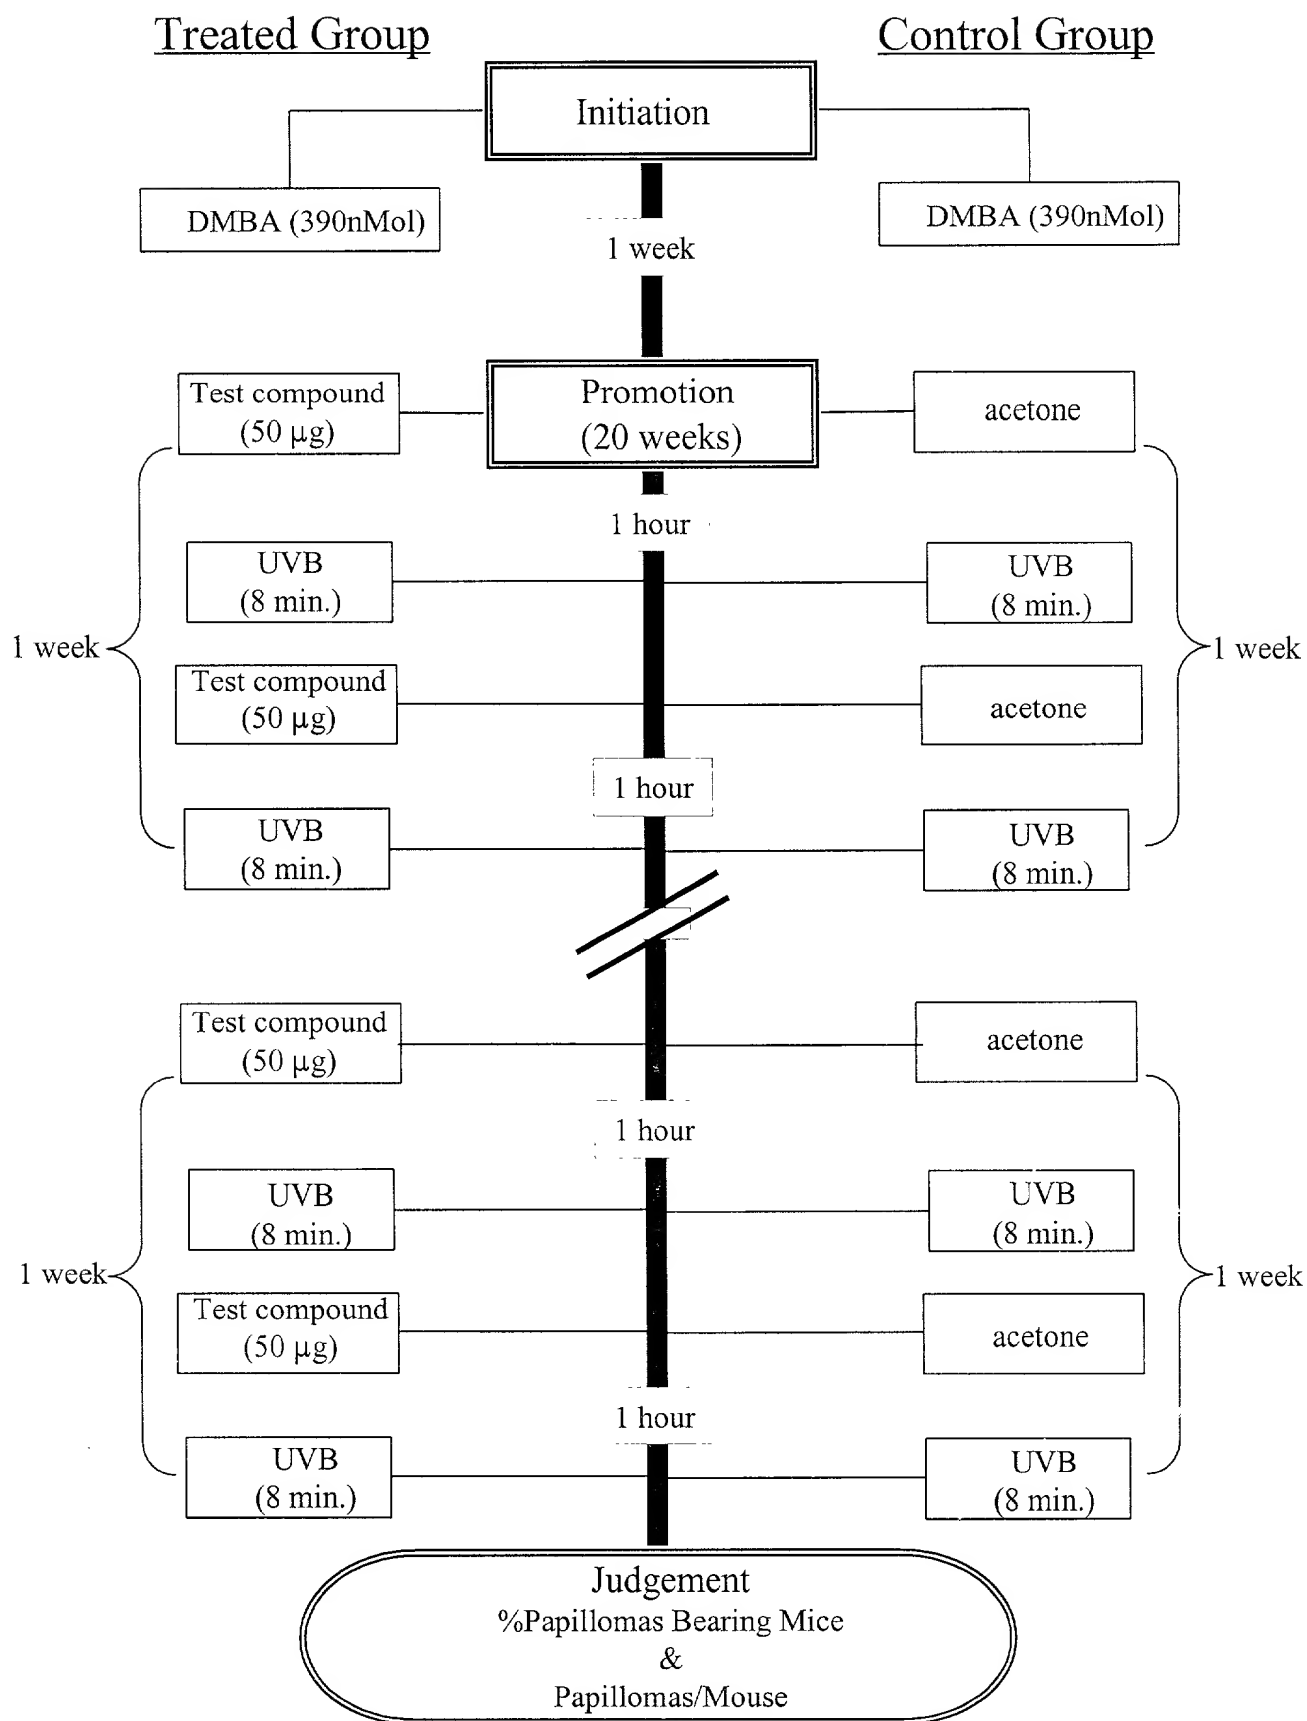 Treated Group
Control Group
Initiation
DMBA (390nMol)
DMBA (390nMol)
1 week
Test compound
(50 μg)
Promotion
(20 weeks)
acetone
1 hour
UVB
(8 min.)
UVB
(8 min.)
1 week
1 week
Test compound
(50 μg)
acetone
1 hour
UVB
(8 min.)
UVB
(8 min.)
Test compound
(50 μg)
acetone
1 hour
UVB
(8 min.)
UVB
(8 min.)
1 week
1 week
Test compound
(50 μg)
acetone
1 hour
UVB
(8 min.)
UVB
(8 min.)
Judgement
%Papillomas Bearing Mice
&
Papillomas/Mouse